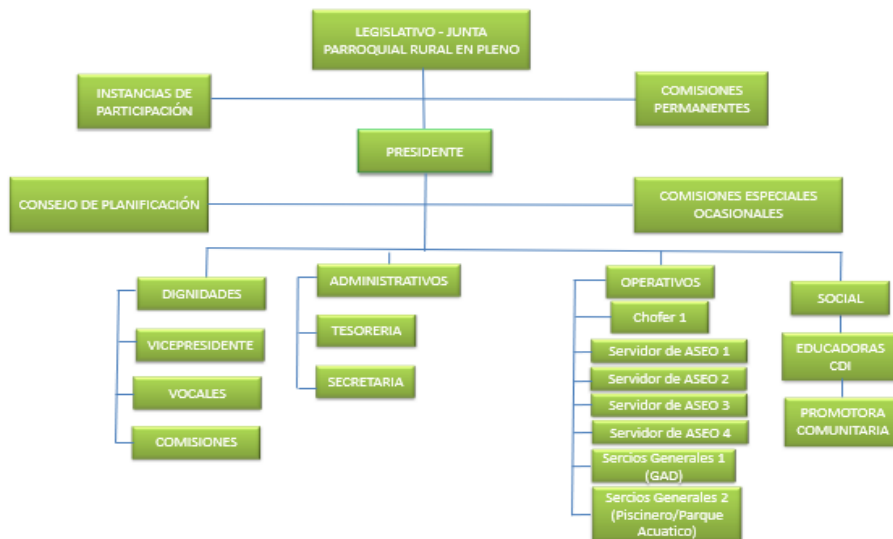 LEGISLATIVO - JUNTA
PARROQUIAL RURAL EN PLENO
INSTANCIAS DE
PARTICIPACIÓN
COMISIONES
PERMANENTES
PRESIDENTE
CONSEJO DE PLANIFICACIÓN
COMISIONES ESPECIALES
OCASIONALES
DIGNIDADES
VICEPRESIDENTE
VOCALES
COMISIONES
ADMINISTRATIVOS
TESORERIA
SECRETARIA
OPERATIVOS
Chofer 1
Servidor de ASEO 1
Servidor de ASEO 2
Servidor de ASEO 3
Servidor de ASEO 4
Sercios Generales 1
(GAD)
Sercios Generales 2
(Piscinero/Parque
Acuatico)
SOCIAL
EDUCADORAS
CDI
PROMOTORA
COMUNITARIA